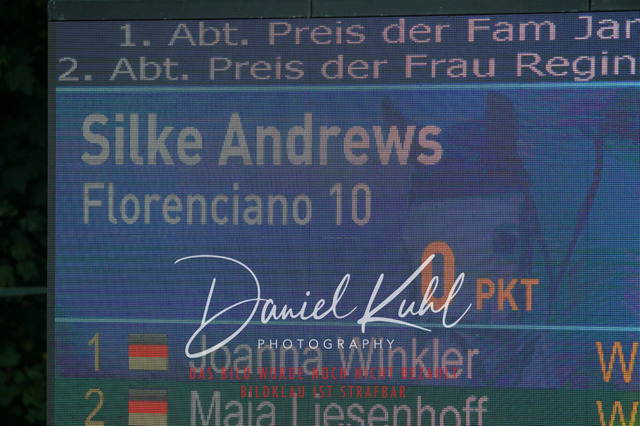 1. Abt. Preis der Fam Jan
2. Abt. Preis der Frau Regin
Silke Andrews
Florenciano 10
0 PKT
Daniel Kuhl
PHOTOGRAPHY
1 Joanna Winkler W
DAS BILD WURDE NOCH NICHT BEZAHLT
BILDKLAU IST STRAFBAR
2 Maja Liesenhoff W